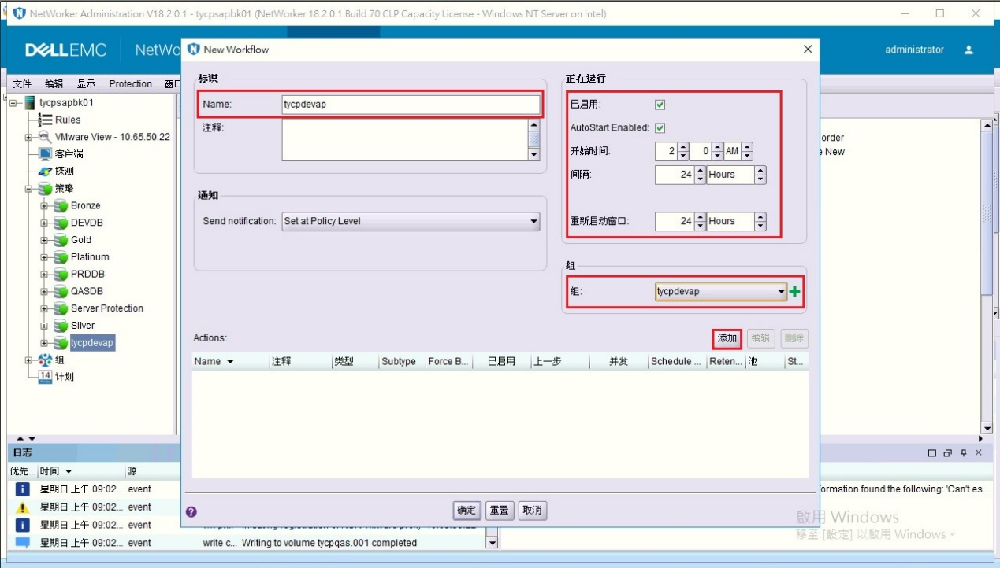 NetWorker Administration V18.2.0.1 - tycpsapbk01 (NetWorker 18.2.0.1.Build.70 CLP Capacity License - Windows NT Server on Intel)
DELLEMC NetWo
administrator
文件 编辑 显示 Protection 窗口
tycpsapbk01
Rules
VMware View - 10.65.50.22
客户端
探测
策略
Bronze
DEVDB
Gold
Platinum
PRDDB
QASDB
Server Protection
Silver
tycpdevap
组
14 计划
New Workflow
标识
Name: tycpdevap
注释:
通知
Send notification: Set at Policy Level
正在运行
已启用:
AutoStart Enabled:
开始时间: 2 0 AM
间隔: 24 Hours
重新启动窗口: 24 Hours
组
组: tycpdevap
Actions: 添加 编辑 删除
Name 注释 类型 Subtype Force B... 已启用 上一步 并发 Schedule ... Reten... 池 St...
确定 重置 取消
order
New
日志
优先... 时间 源
星期日 上午 09:02... event
ormation found the following: 'Can't es...
星期日 上午 09:02... event
星期日 上午 09:02... event
星期日 上午 09:02... event write c... Writing to volume tycpqas.001 completed
啟用 Windows
移至 [設定] 以啟用 Windows。